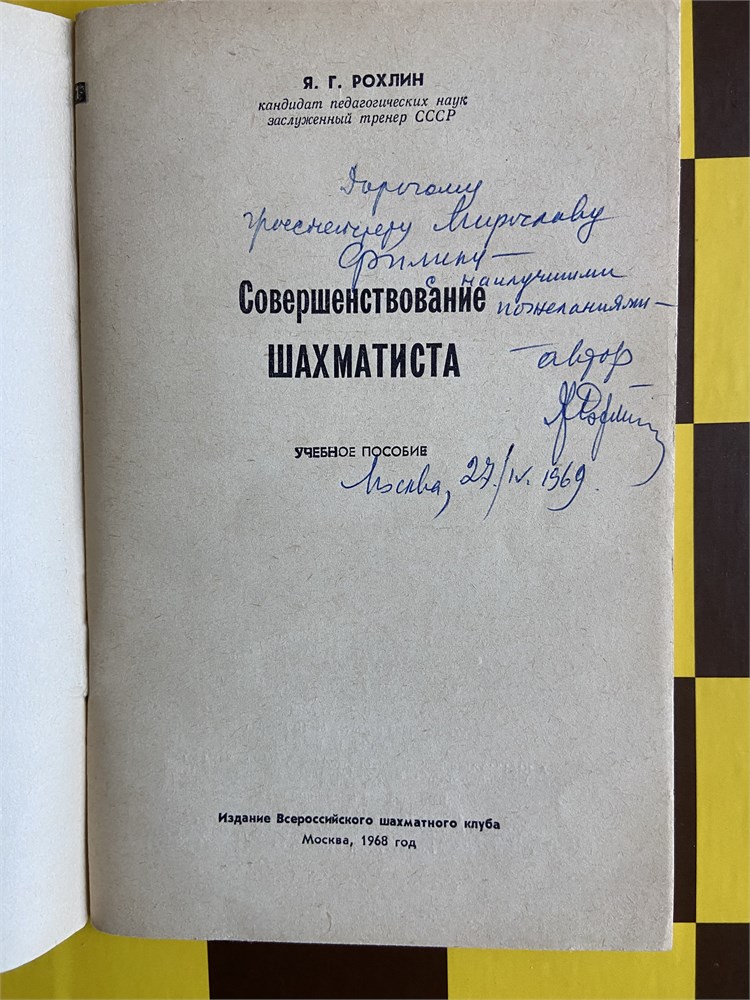 Я. Г. РОХЛИН
кандидат педагогических наук
заслуженный тренер СССР
Дорогому
гроссмейстеру Мирославу
Филипу —
с наилучшими
пожеланиями —
Совершенствование
ШАХМАТИСТА
— автор
Я Рохлин
УЧЕБНОЕ ПОСОБИЕ
Москва, 27/IV. 1969.
Издание Всероссийского шахматного клуба
Москва, 1968 год